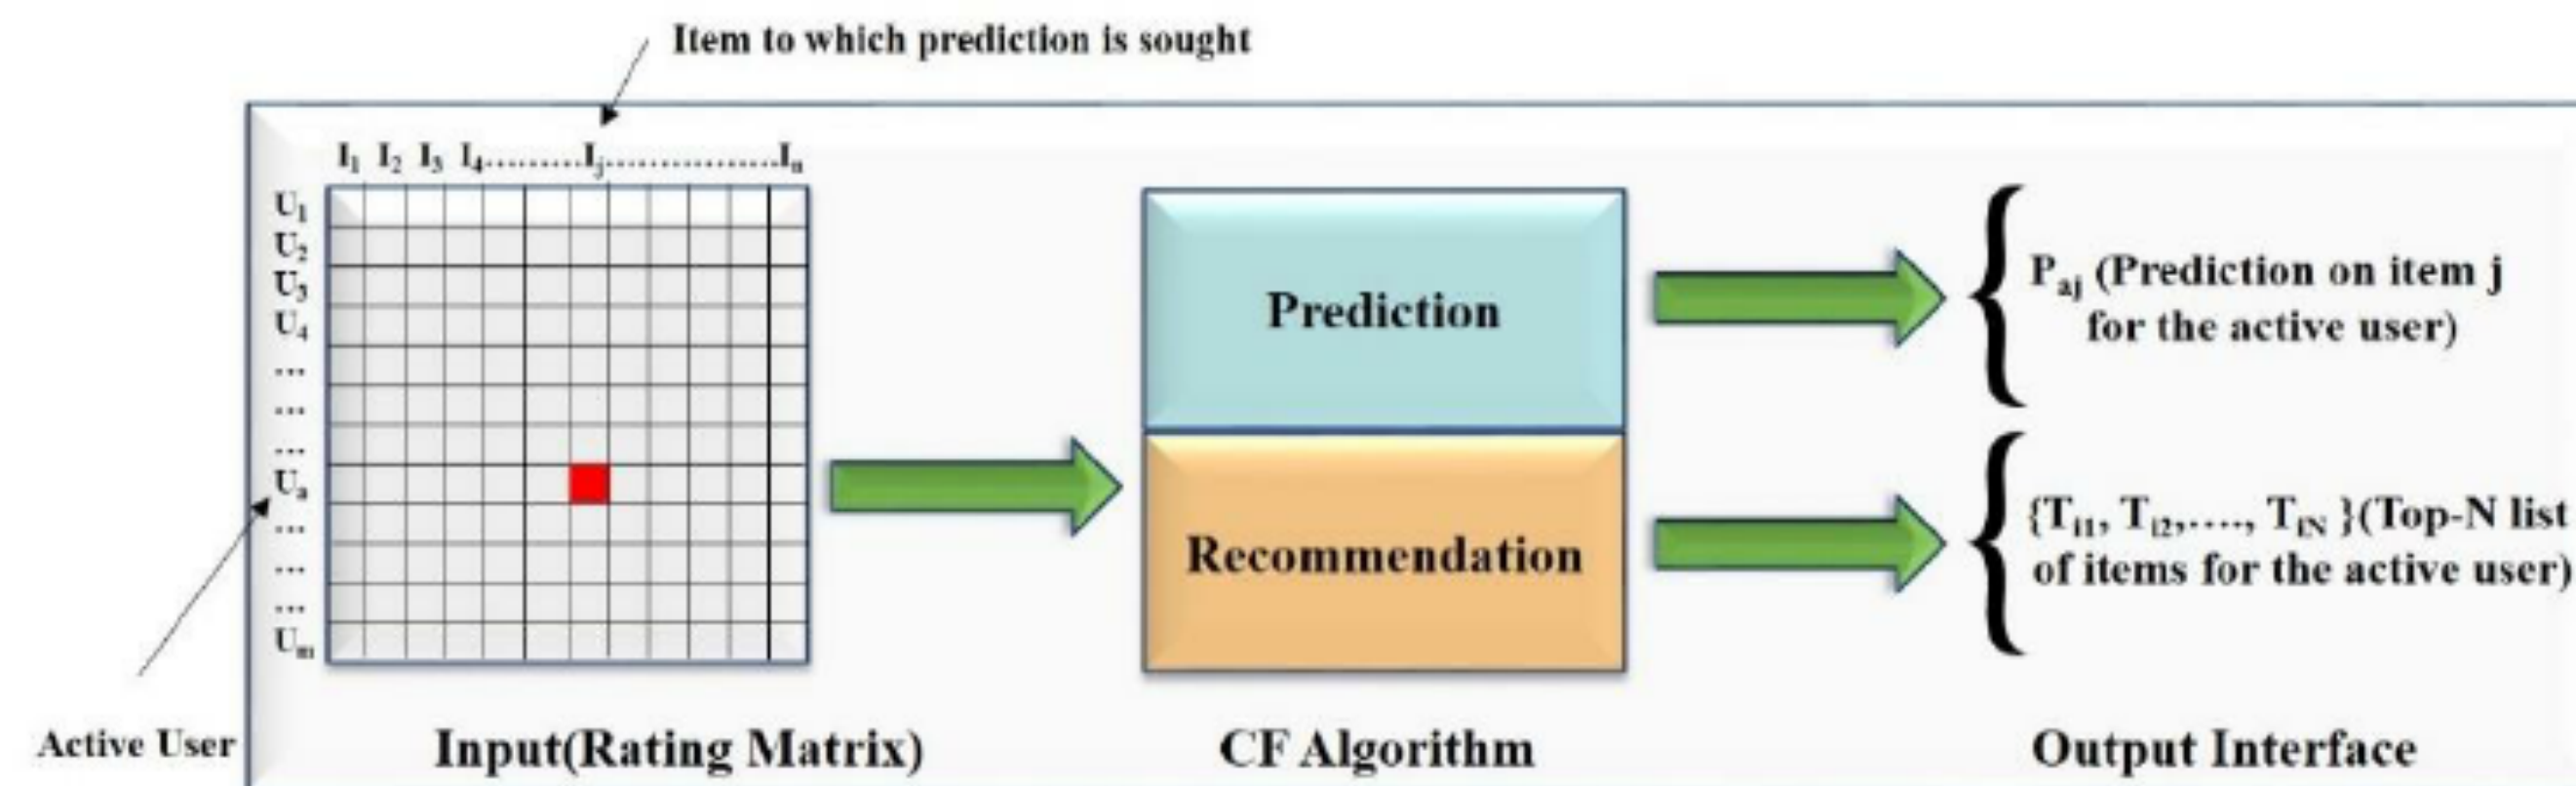 Item to which prediction is sought
I1 I2 I3 I4..........Ij.................In
U1
U2
U3
U4
...
...
...
Ua
...
...
...
Um
Active User
Input(Rating Matrix)
Prediction
Recommendation
CF Algorithm
Paj (Prediction on item j
for the active user)
{Ti1, Ti2,...., TiN }(Top-N list
of items for the active user)
Output Interface